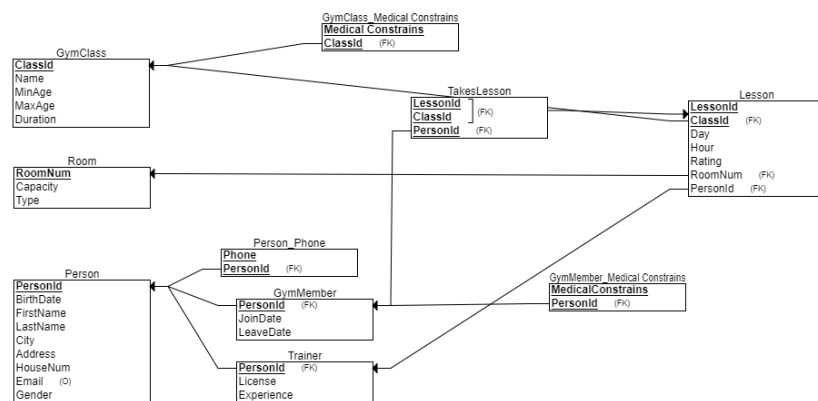 GymClass_Medical Constrains
Medical Constrains
ClassId (FK)
GymClass
ClassId
Name
MinAge
MaxAge
Duration
TakesLesson
LessonId
ClassId
(FK)
PersonId (FK)
Lesson
LessonId
ClassId (FK)
Day
Hour
Rating
RoomNum (FK)
PersonId (FK)
Room
RoomNum
Capacity
Type
Person_Phone
Phone
PersonId (FK)
Person
PersonId
BirthDate
FirstName
LastName
City
Address
HouseNum
Email (O)
Gender
GymMember
PersonId (FK)
JoinDate
LeaveDate
GymMember_Medical Constrains
MedicalConstrains
PersonId (FK)
Trainer
PersonId (FK)
License
Experience